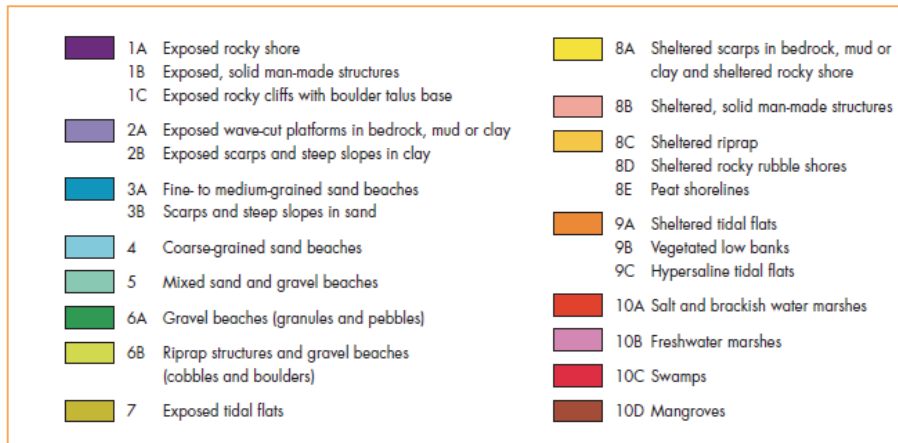 1A Exposed rocky shore
1B Exposed, solid man-made structures
1C Exposed rocky cliffs with boulder talus base
2A Exposed wave-cut platforms in bedrock, mud or clay
2B Exposed scarps and steep slopes in clay
3A Fine- to medium-grained sand beaches
3B Scarps and steep slopes in sand
4 Coarse-grained sand beaches
5 Mixed sand and gravel beaches
6A Gravel beaches (granules and pebbles)
6B Riprap structures and gravel beaches
(cobbles and boulders)
7 Exposed tidal flats
8A Sheltered scarps in bedrock, mud or
clay and sheltered rocky shore
8B Sheltered, solid man-made structures
8C Sheltered riprap
8D Sheltered rocky rubble shores
8E Peat shorelines
9A Sheltered tidal flats
9B Vegetated low banks
9C Hypersaline tidal flats
10A Salt and brackish water marshes
10B Freshwater marshes
10C Swamps
10D Mangroves